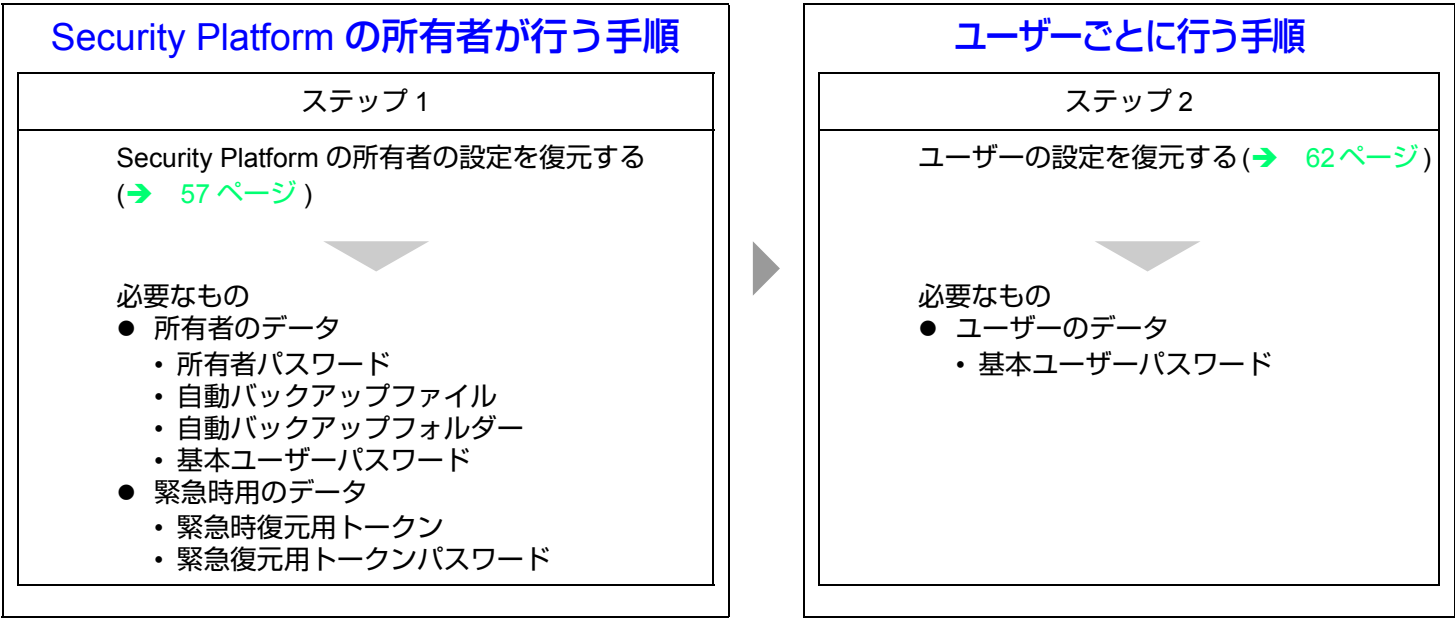 Security Platform の所有者が行う手順
ステップ 1
Security Platform の所有者の設定を復元する
(➔ 57 ページ )
必要なもの
● 所有者のデータ
・所有者パスワード
・自動バックアップファイル
・自動バックアップフォルダー
・基本ユーザーパスワード
● 緊急時用のデータ
・緊急時復元用トークン
・緊急復元用トークンパスワード
ユーザーごとに行う手順
ステップ 2
ユーザーの設定を復元する (➔ 62 ページ )
必要なもの
● ユーザーのデータ
・基本ユーザーパスワード